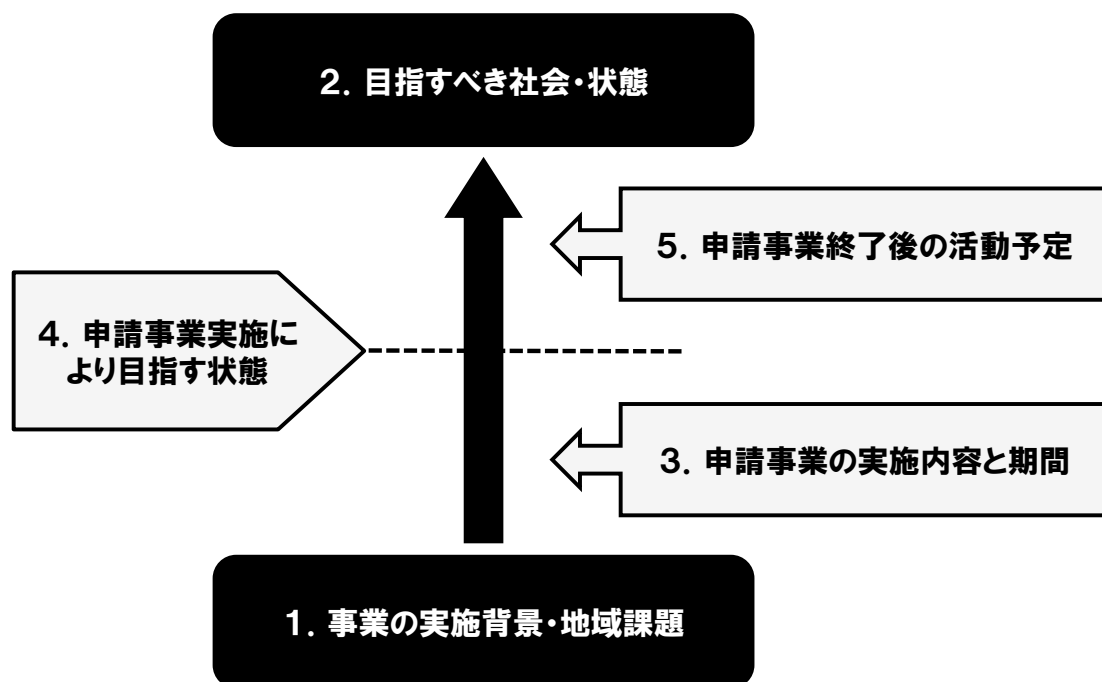 2. 目指すべき社会・状態
5. 申請事業終了後の活動予定
4. 申請事業実施に
より目指す状態
3. 申請事業の実施内容と期間
1. 事業の実施背景・地域課題